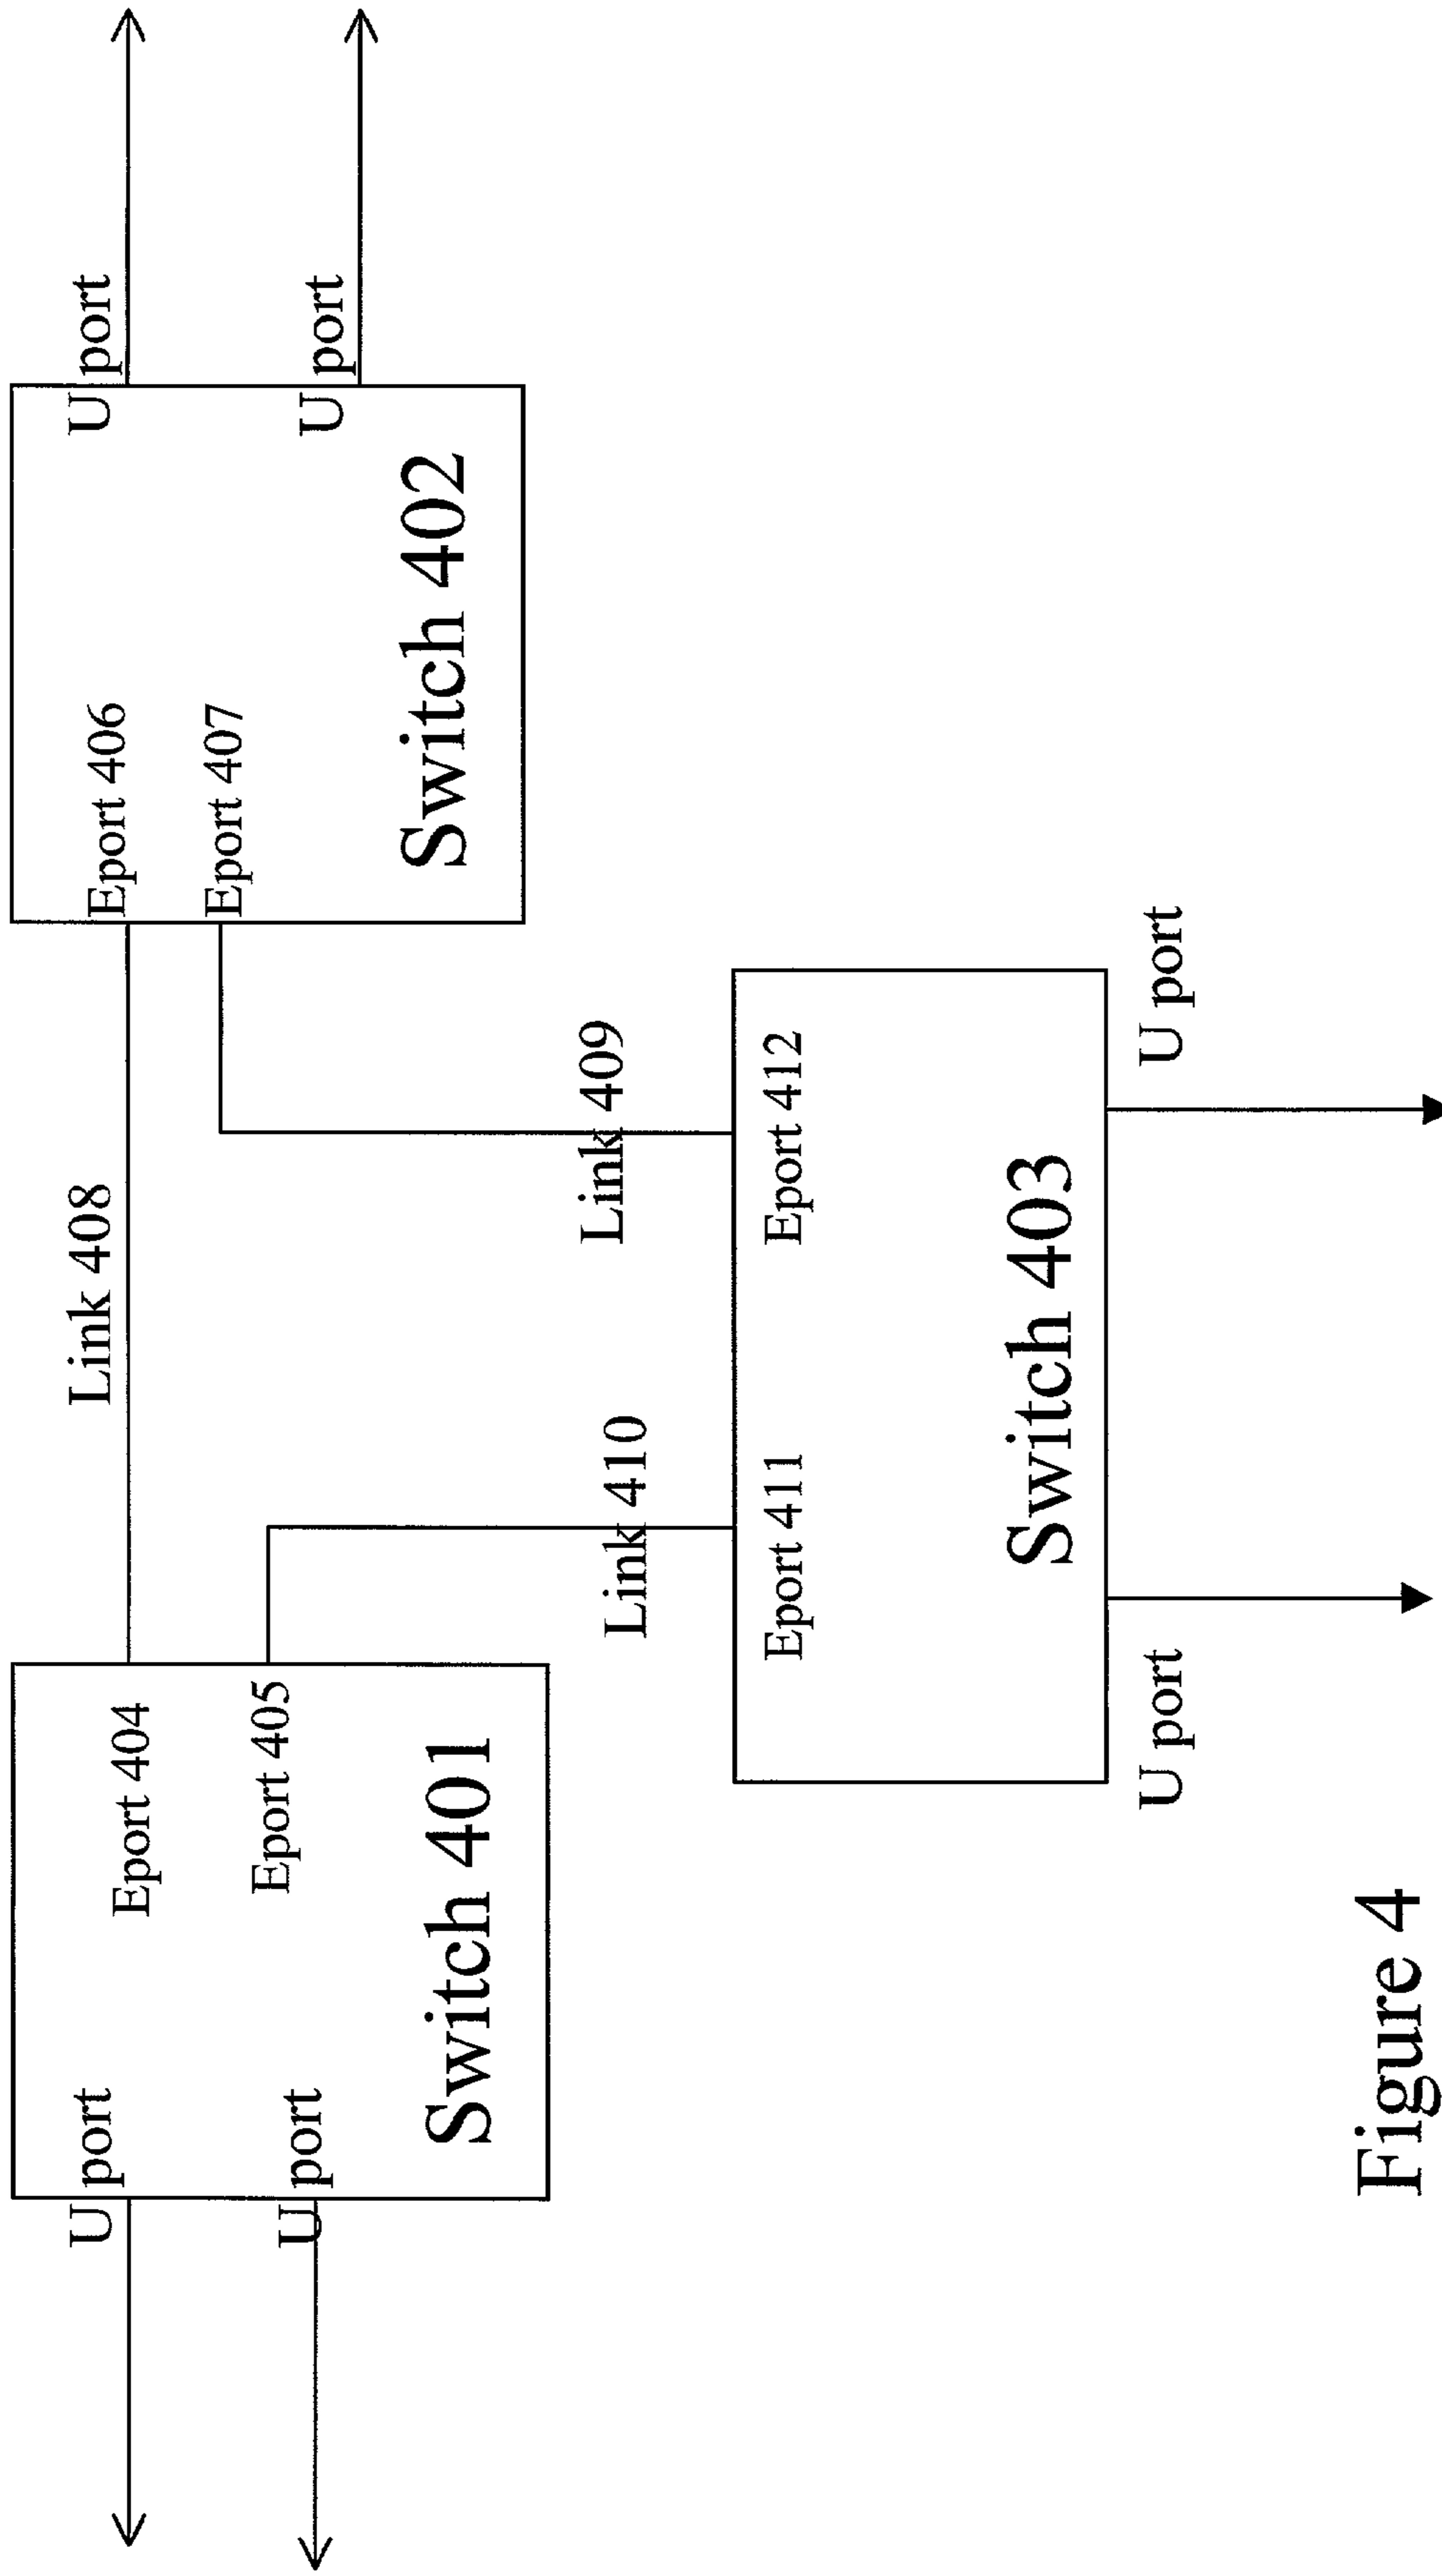 U port
Eport 404
Link 408
Eport 406
U port
U port
Eport 405
Eport 407
U port
Switch 401
Switch 402
Link 410
Link 409
Eport 411
Eport 412
Switch 403
U port
U port
Figure 4